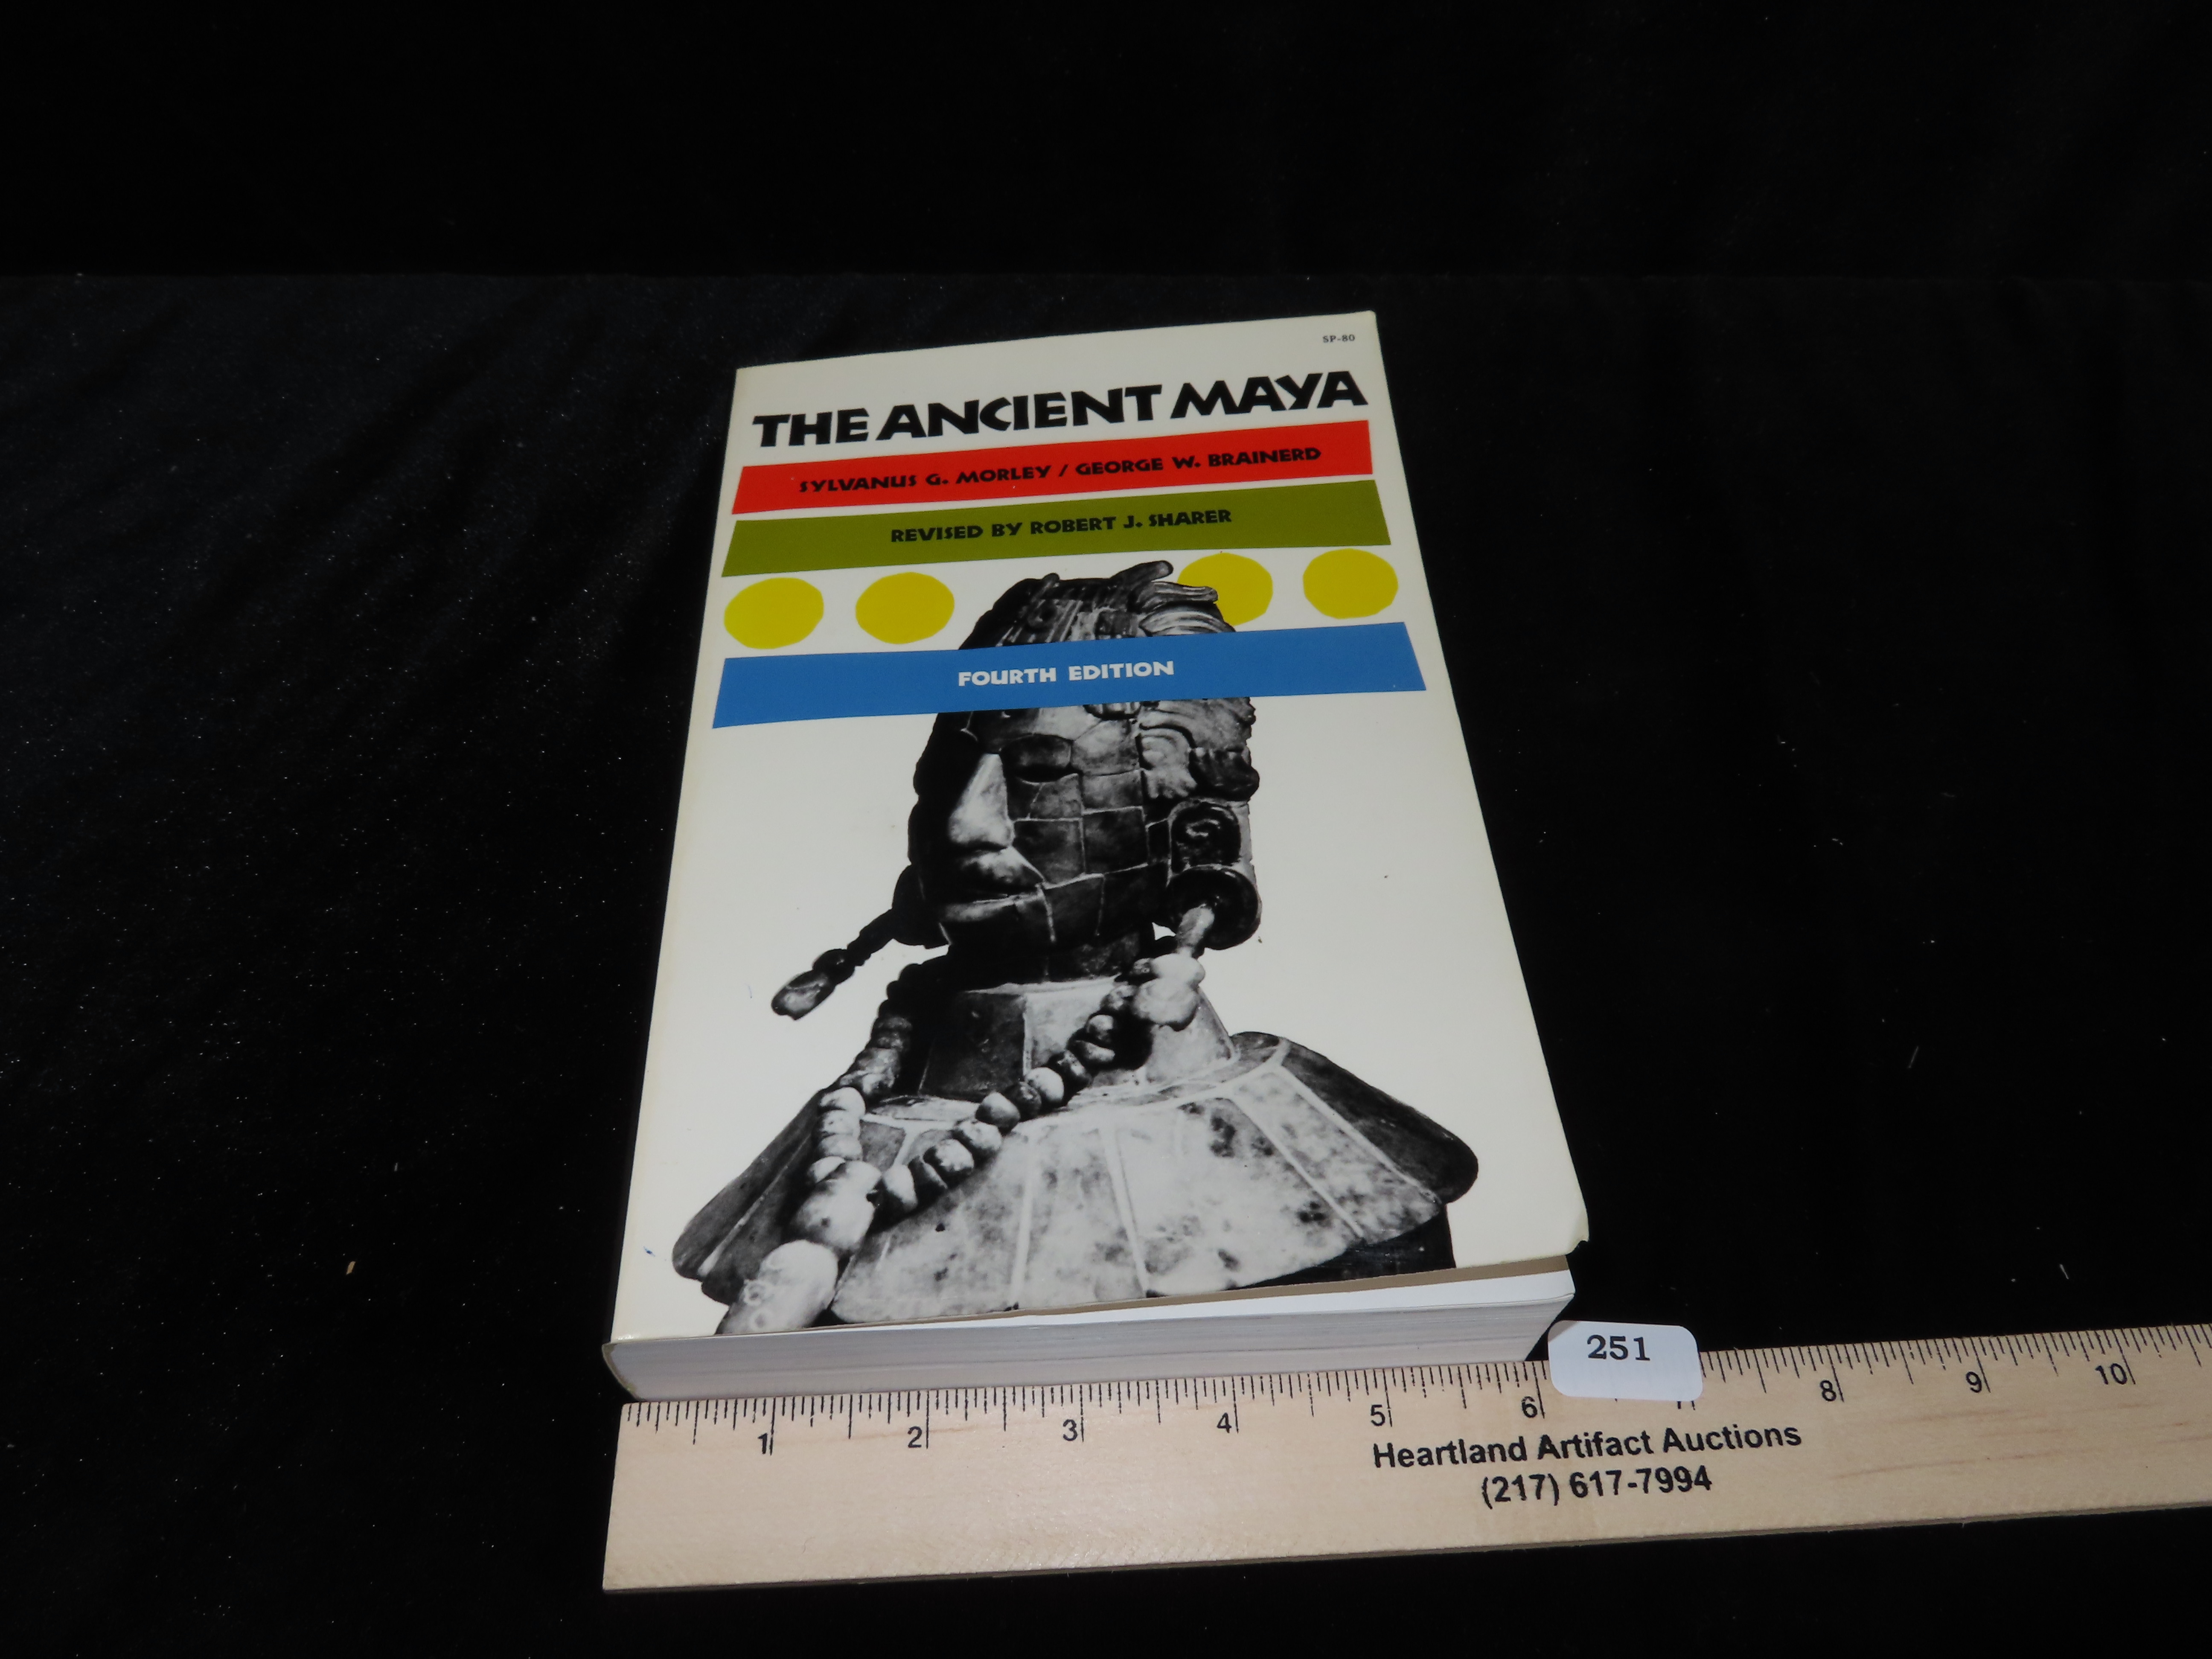 SP-80
THE ANCIENT MAYA
SYLVANUS G. MORLEY / GEORGE W. BRAINERD
REVISED BY ROBERT J. SHARER
FOURTH EDITION
251
1 2 3 4 5 6 7 8 9 10
Heartland Artifact Auctions
(217) 617-7994